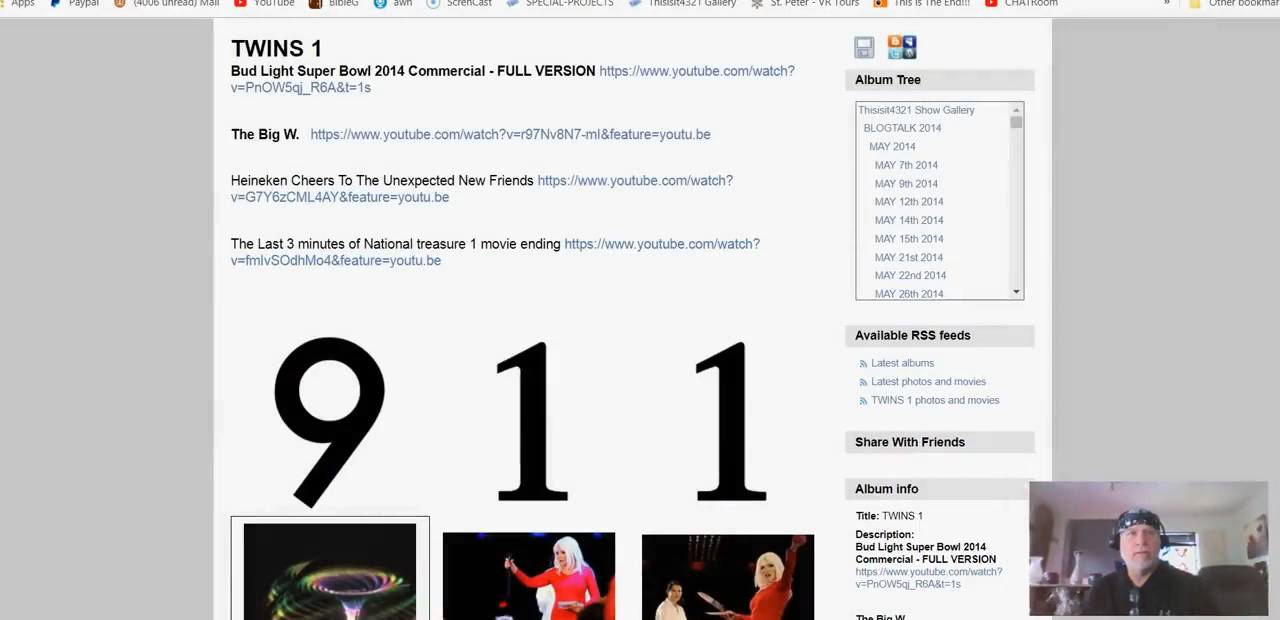 Apps
Paypal
(4006 unread) Mail
YouTube
BibleG
awn
ScrenCast
SPECIAL-PROJECTS
Thisisit4321 Gallery
St. Peter - VR Tours
This Is The End!!!
CHATRoom
»
Other bookmar
TWINS 1
Bud Light Super Bowl 2014 Commercial - FULL VERSION https://www.youtube.com/watch?
v=PnOW5qj_R6A&t=1s
The Big W. https://www.youtube.com/watch?v=r97Nv8N7-mI&feature=youtu.be
Heineken Cheers To The Unexpected New Friends https://www.youtube.com/watch?
v=G7Y6zCML4AY&feature=youtu.be
The Last 3 minutes of National treasure 1 movie ending https://www.youtube.com/watch?
v=fmIvSOdhMo4&feature=youtu.be
9 1 1
Album Tree
Thisisit4321 Show Gallery
BLOGTALK 2014
MAY 2014
MAY 7th 2014
MAY 9th 2014
MAY 12th 2014
MAY 14th 2014
MAY 15th 2014
MAY 21st 2014
MAY 22nd 2014
MAY 26th 2014
Available RSS feeds
Latest albums
Latest photos and movies
TWINS 1 photos and movies
Share With Friends
Album info
Title: TWINS 1
Description:
Bud Light Super Bowl 2014
Commercial - FULL VERSION
https://www.youtube.com/watch?
v=PnOW5qj_R6A&t=1s
The Big W.